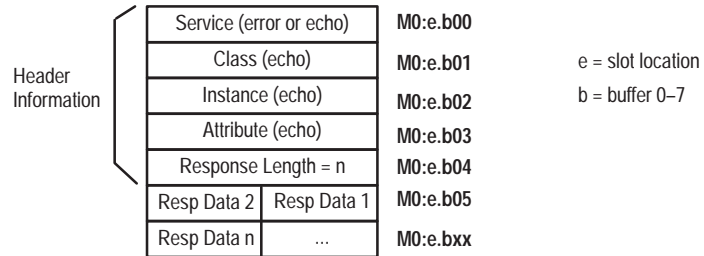 Header
Information
Service (error or echo) M0:e.b00
Class (echo) M0:e.b01
Instance (echo) M0:e.b02
Attribute (echo) M0:e.b03
Response Length = n M0:e.b04
Resp Data 2 Resp Data 1 M0:e.b05
Resp Data n ... M0:e.bxx
e = slot location
b = buffer 0–7